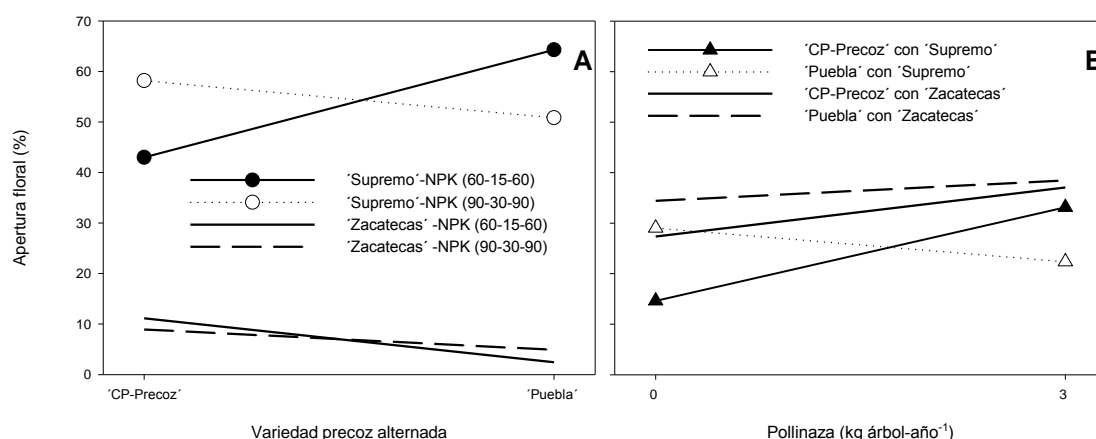 70
60
50
40
30
20
10
0
Apertura floral (%)
A
´Supremo´-NPK (60-15-60)
´Supremo´-NPK (90-30-90)
´Zacatecas´ -NPK (60-15-60)
´Zacatecas´ -NPK (90-30-90)
´CP-Precoz´ ´Puebla´
Variedad precoz alternada
B
´CP-Precoz´ con ´Supremo´
´Puebla´ con ´Supremo´
´CP-Precoz´ con ´Zacatecas´
´Puebla´ con ´Zacatecas´
0 3
Pollinaza (kg árbol-año⁻¹)